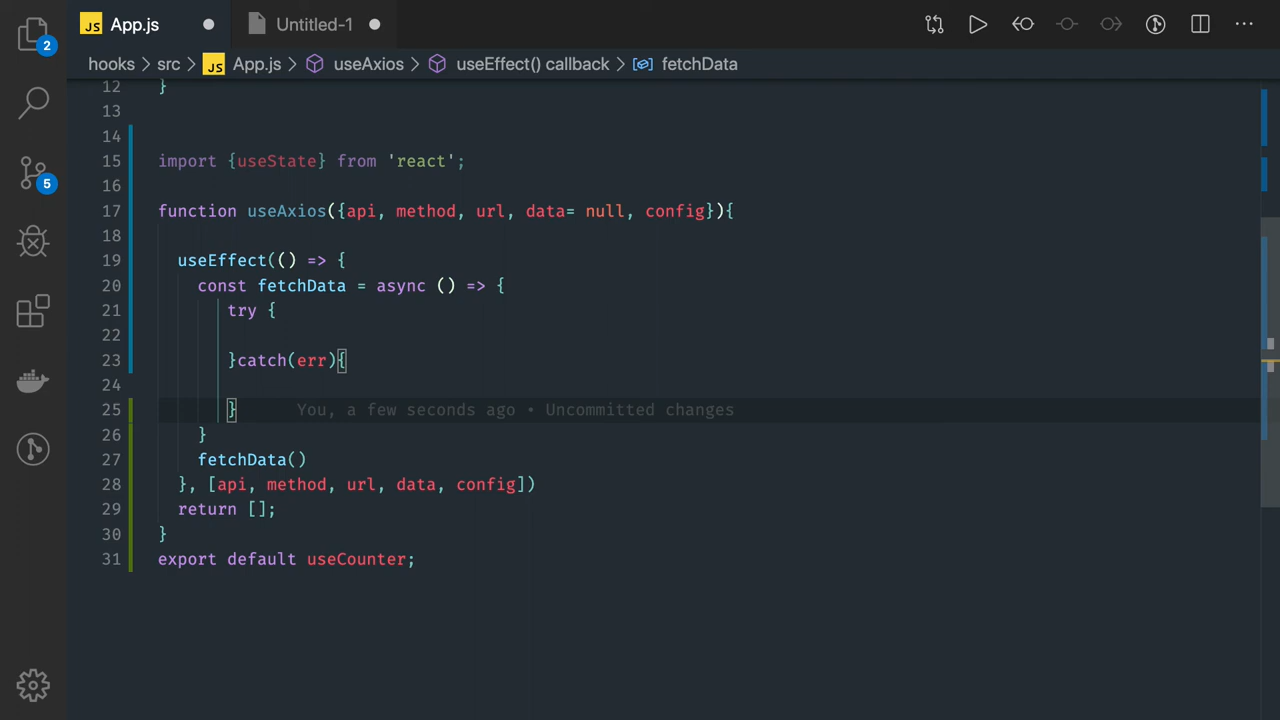 JS App.js Untitled-1
2
hooks > src > JS App.js > useAxios > useEffect() callback > fetchData
12 }
13
14
15 import {useState} from 'react';
16
5
17 function useAxios({api, method, url, data= null, config}){
18
19 useEffect(() => {
20 const fetchData = async () => {
21 try {
22
23 }catch(err){
24
25 } You, a few seconds ago • Uncommitted changes
26 }
27 fetchData()
28 }, [api, method, url, data, config])
29 return [];
30 }
31 export default useCounter;